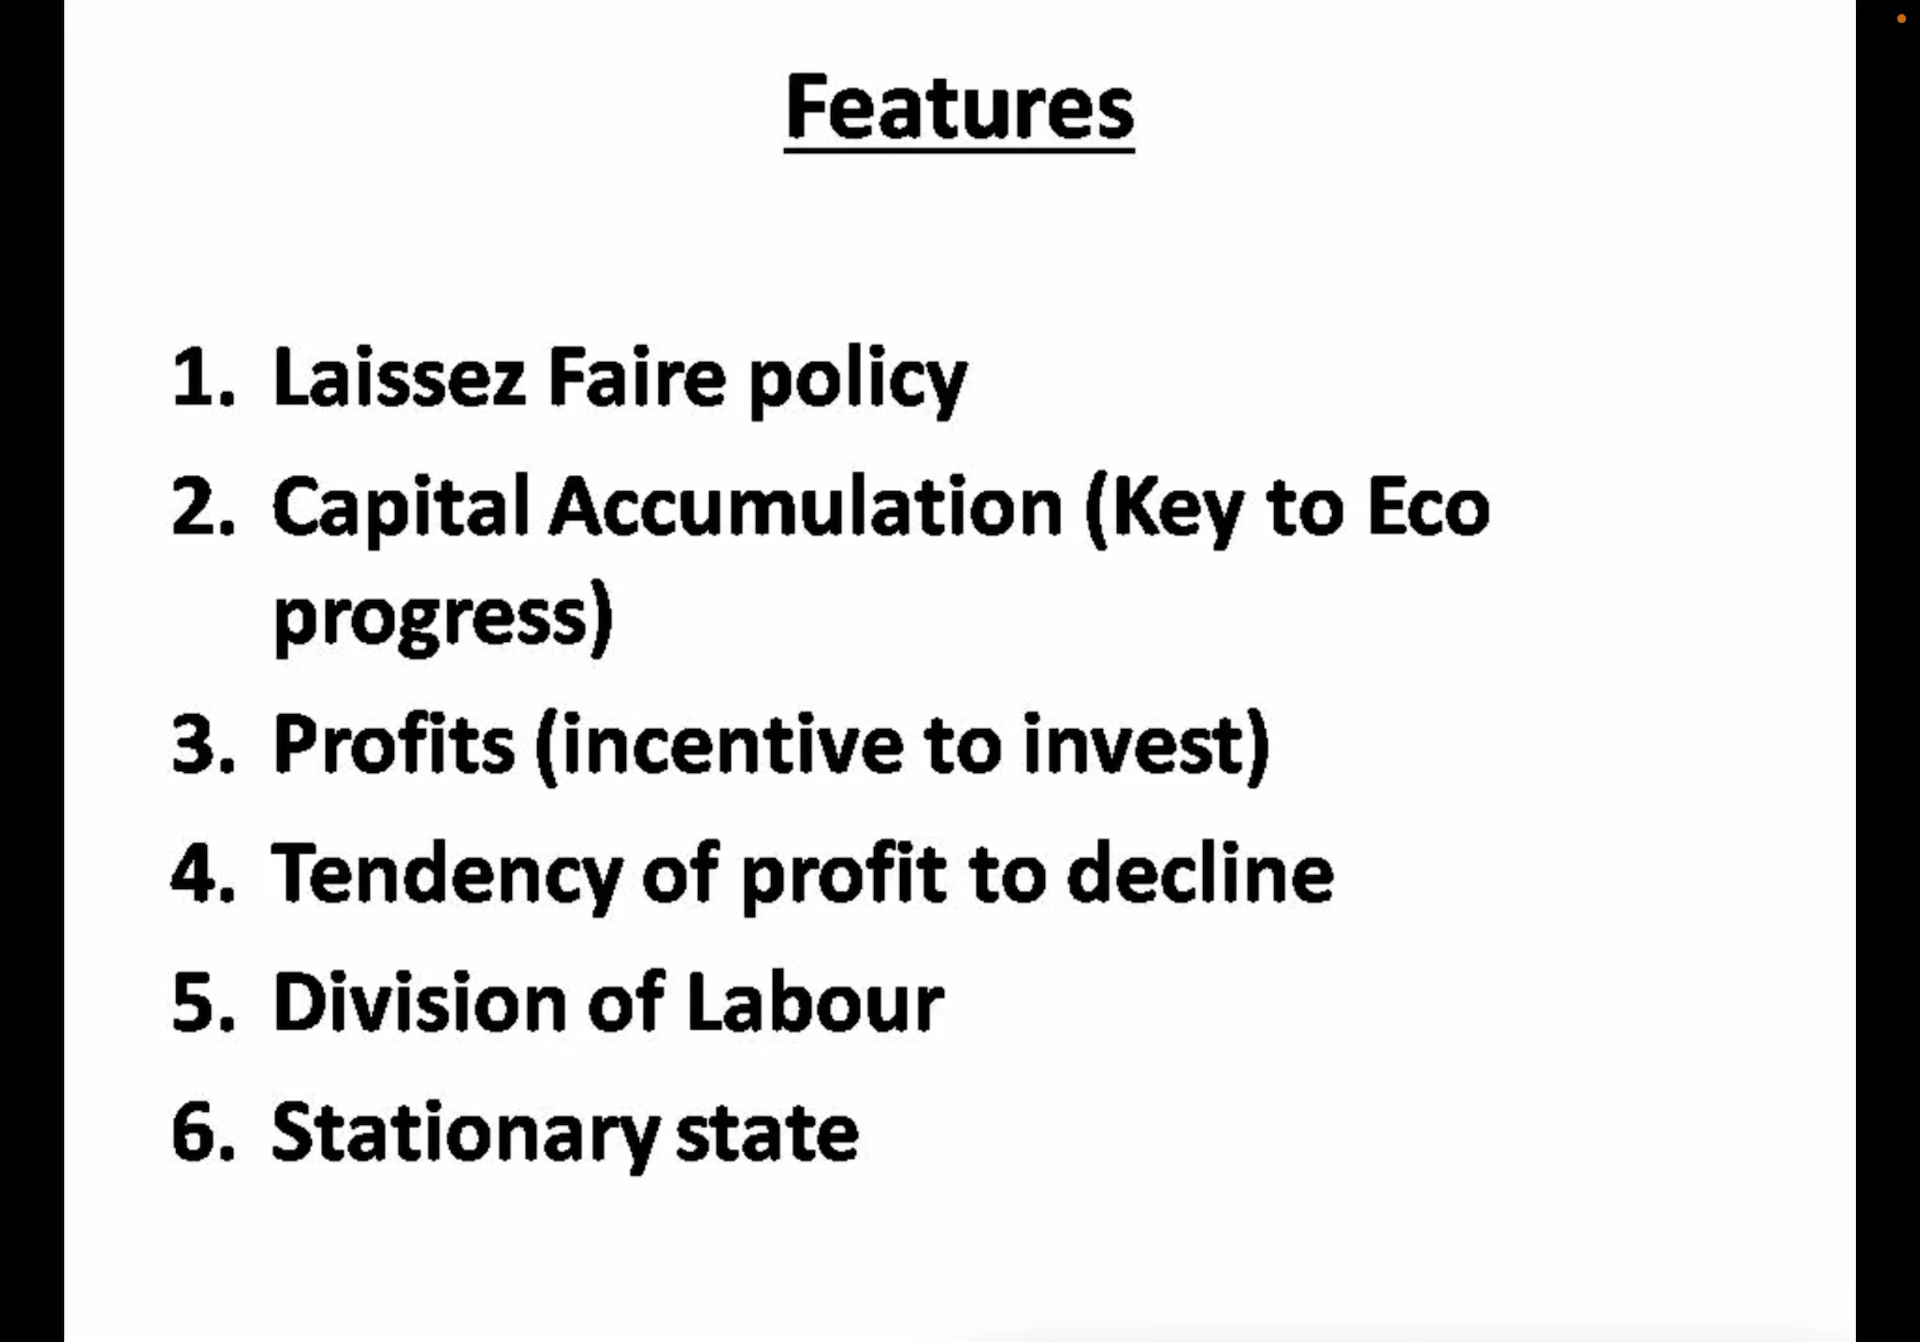 Features
1. Laissez Faire policy
2. Capital Accumulation (Key to Eco
progress)
3. Profits (incentive to invest)
4. Tendency of profit to decline
5. Division of Labour
6. Stationary state